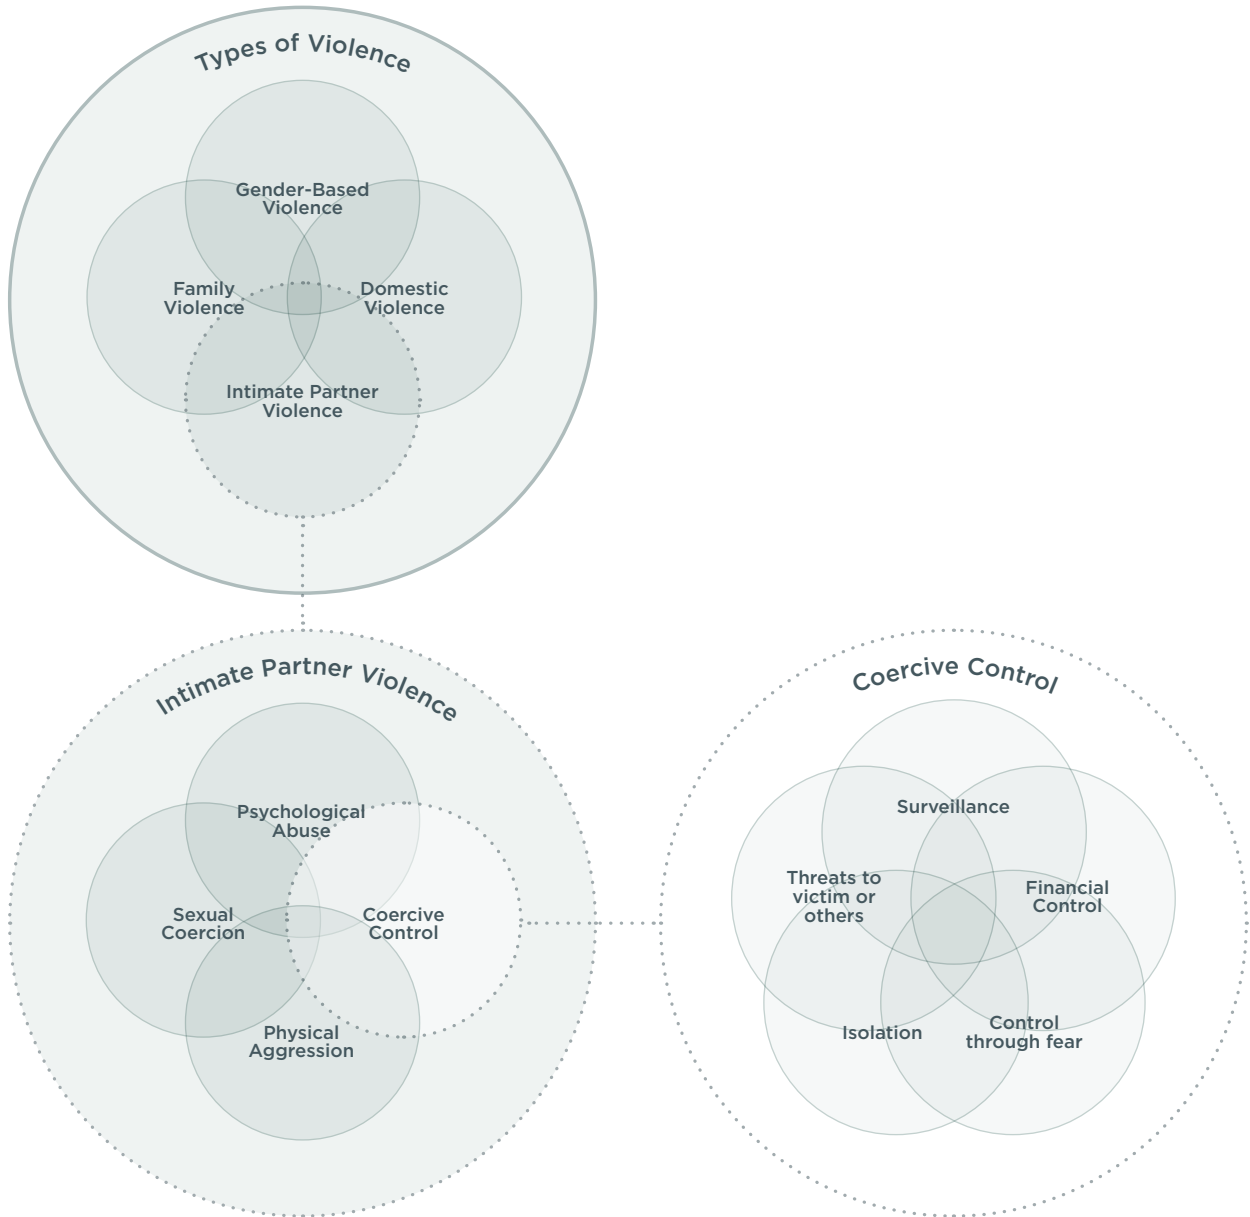 Types of Violence
Gender-Based
Violence
Family
Violence
Domestic
Violence
Intimate Partner
Violence
Intimate Partner Violence
Psychological
Abuse
Sexual
Coercion
Coercive
Control
Physical
Aggression
Coercive Control
Surveillance
Threats to
victim or
others
Financial
Control
Isolation
Control
through fear